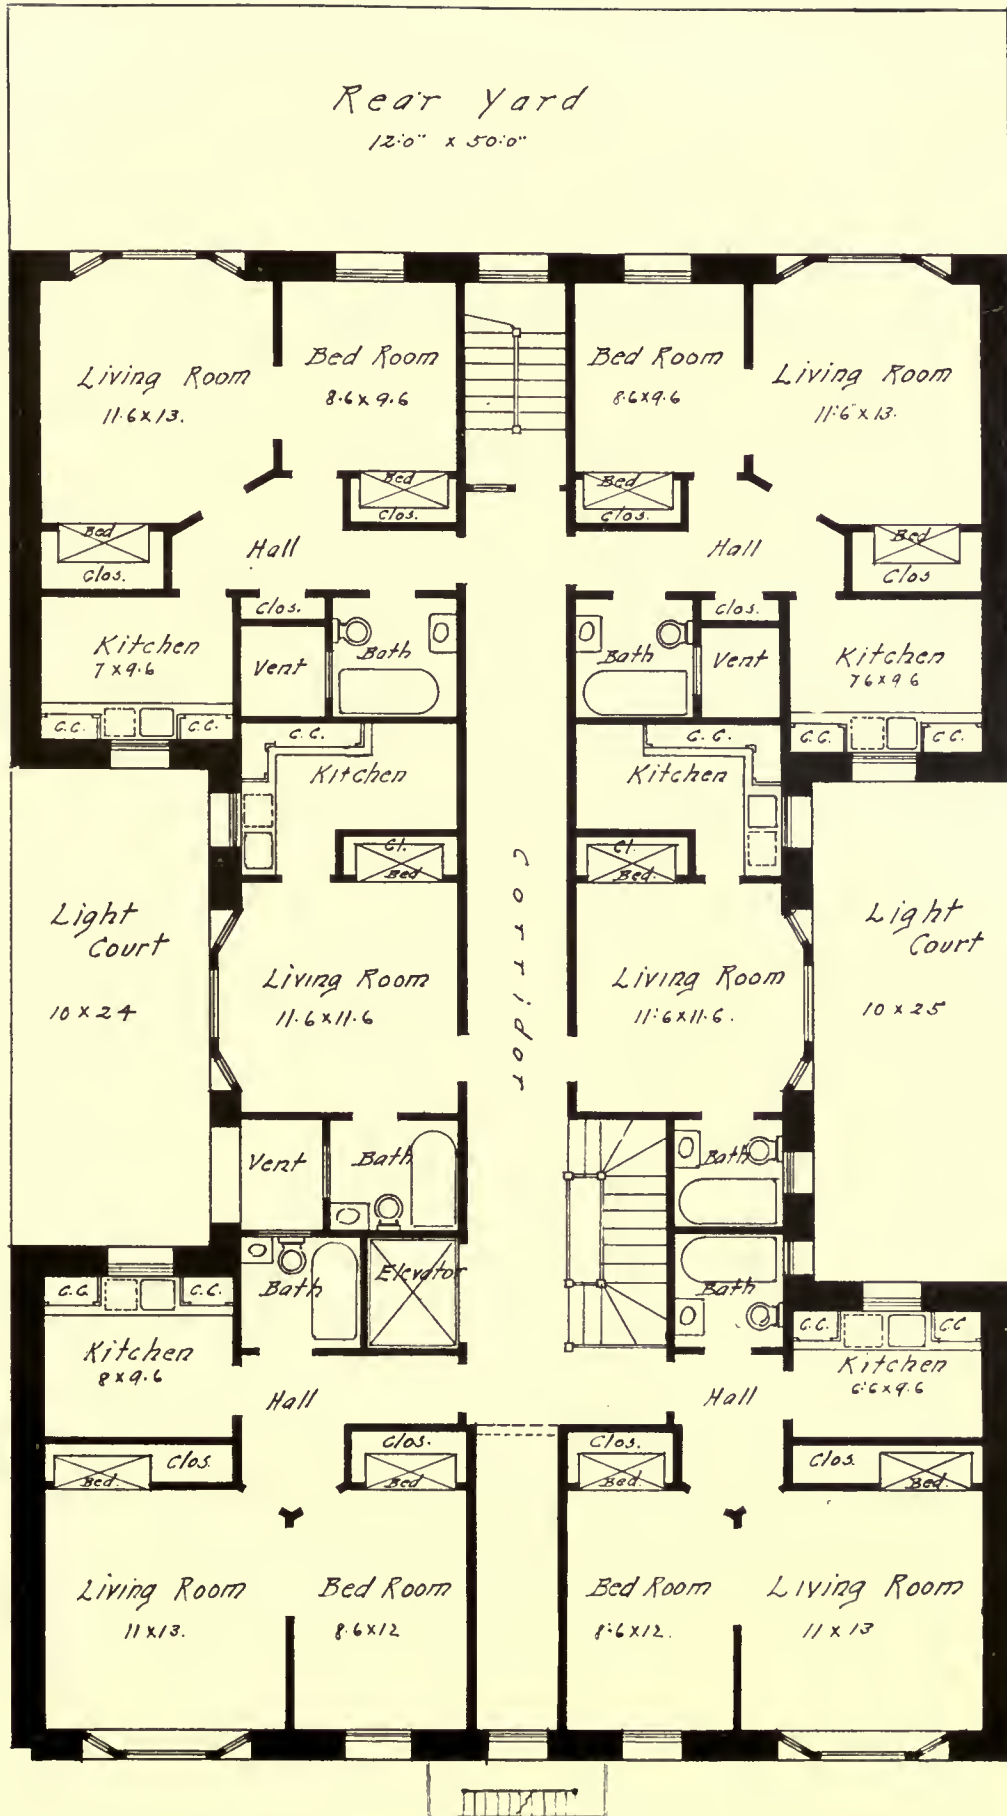 Rear Yard
12'0" x 50'0"
Living Room
11.6 x 13.
Bed Room
8.6 x 9.6
Bed Room
8.6 x 9.6
Living Room
11'6" x 13.
Bed
Clos.
Bed
Clos.
Bed
Clos.
Hall
Hall
Bed
Clos
Clos.
Clos.
Kitchen
7 x 9.6
Vent
Bath
Bath
Vent
Kitchen
7 6 x 9 6
C.C.
C.C.
C.C.
C.C.
C.C.
Kitchen
C.C.
Kitchen
Cl.
Bed
Cl.
Bed.
Corridor
Light
Court
10 x 24
Living Room
11.6 x 11.6
Living Room
11'6 x 11.6.
Light
Court
10 x 25
Vent
Bath
Bath
C.C.
C.C.
Bath
Elevator
Bath
C.C.
CC
Kitchen
8 x 9.6
Kitchen
6'6 x 9.6
Hall
Hall
Clos.
Bed.
Clos.
Bed
Clos.
Bed.
Clos.
Bed.
Living Room
11 x 13.
Bed Room
8.6 x 12
Bed Room
8'6 x 12.
Living Room
11 x 13